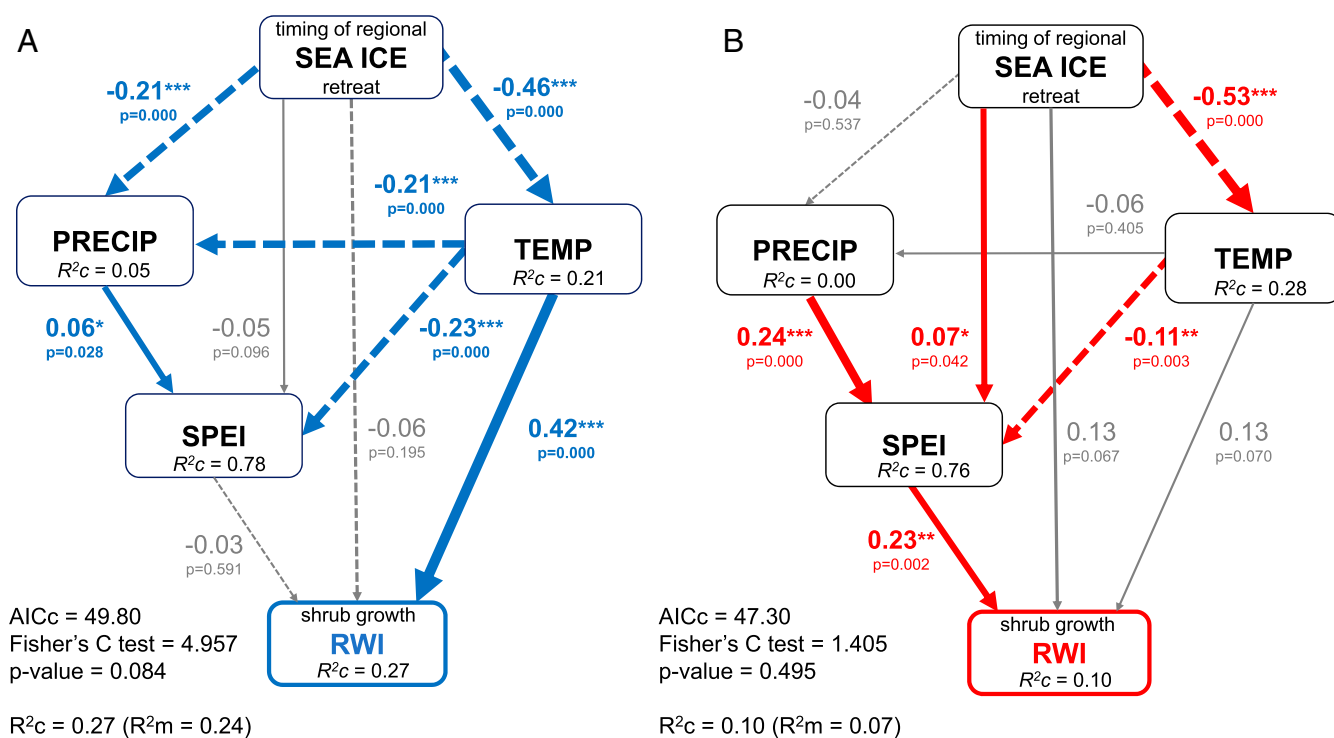 A
timing of regional
SEA ICE
retreat
-0.21***
p=0.000
-0.46***
p=0.000
-0.21***
p=0.000
PRECIP
R²c = 0.05
TEMP
R²c = 0.21
0.06*
p=0.028
-0.05
p=0.096
-0.23***
p=0.000
SPEI
R²c = 0.78
-0.06
p=0.195
0.42***
p=0.000
-0.03
p=0.591
shrub growth
RWI
R²c = 0.27
AICc = 49.80
Fisher's C test = 4.957
p-value = 0.084
R²c = 0.27 (R²m = 0.24)
B
timing of regional
SEA ICE
retreat
-0.04
p=0.537
-0.53***
p=0.000
-0.06
p=0.405
PRECIP
R²c = 0.00
TEMP
R²c = 0.28
0.24***
p=0.000
0.07*
p=0.042
-0.11**
p=0.003
SPEI
R²c = 0.76
0.13
p=0.067
0.13
p=0.070
0.23**
p=0.002
shrub growth
RWI
R²c = 0.10
AICc = 47.30
Fisher's C test = 1.405
p-value = 0.495
R²c = 0.10 (R²m = 0.07)